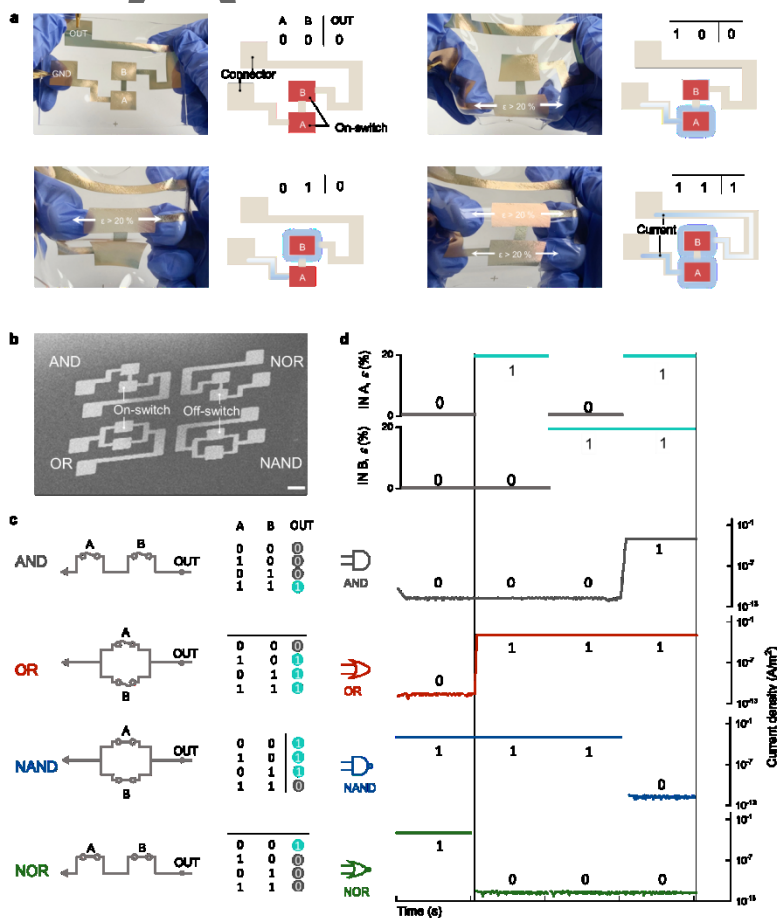 a
A B OUT
0 0 0
OUT
GND
B
A
Connector
B
A
On-switch
ε > 20 %
1 0 0
B
A
ε > 20 %
0 1 0
B
A
ε > 20 %
ε > 20 %
1 1 1
Current
B
A
b
AND
NOR
On-switch
Off-switch
OR
NAND
c
A B OUT
AND
A B
OUT
0 0 0
1 0 0
0 1 0
1 1 1
OR
A
B
OUT
0 0 0
1 0 1
0 1 1
1 1 1
NAND
A
B
OUT
0 0 1
1 0 1
0 1 1
1 1 0
NOR
A B
OUT
0 0 1
1 0 0
0 1 0
1 1 0
d
IN A, ε (%)
20
0
0 1 0 1
IN B, ε (%)
20
0
0 0 1 1
AND
0 0 0 1
10⁻¹
10⁻⁷
10⁻¹³
OR
0 1 1 1
10⁻¹
10⁻⁷
10⁻¹³
NAND
1 1 1 0
10⁻¹
10⁻⁷
10⁻¹³
NOR
1 0 0 0
10⁻¹
10⁻⁷
Current density (A/m²)
Time (s)